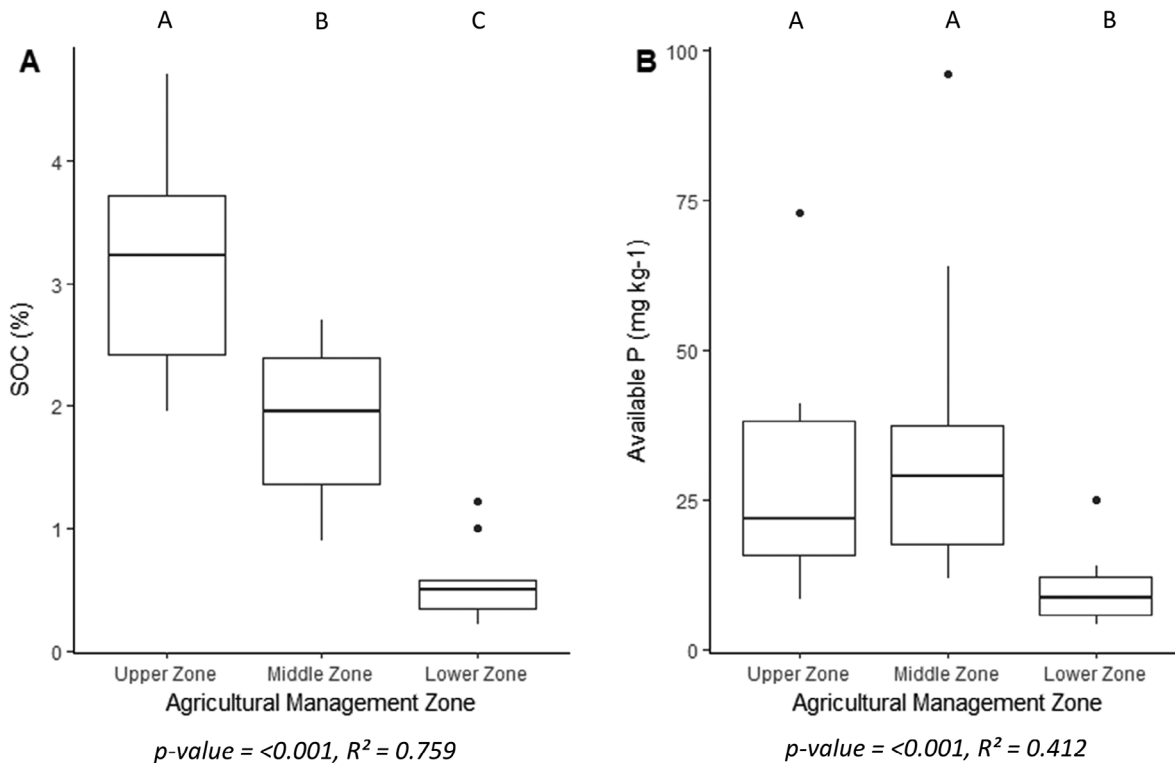 A B C
A
4
3
2
1
0
SOC (%)
Upper Zone Middle Zone Lower Zone
Agricultural Management Zone
p-value = <0.001, R² = 0.759
A A B
B
100
75
50
25
0
Available P (mg kg-1)
Upper Zone Middle Zone Lower Zone
Agricultural Management Zone
p-value = <0.001, R² = 0.412